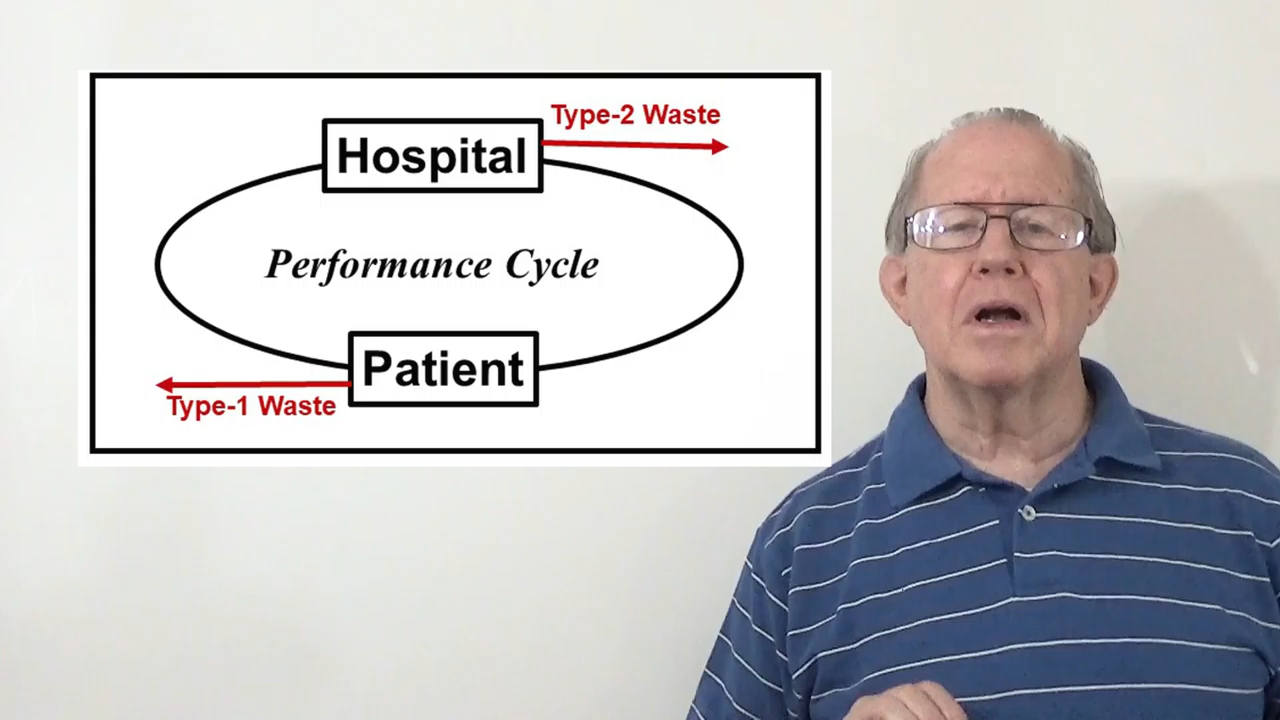 Type-2 Waste
Hospital
Performance Cycle
Patient
Type-1 Waste